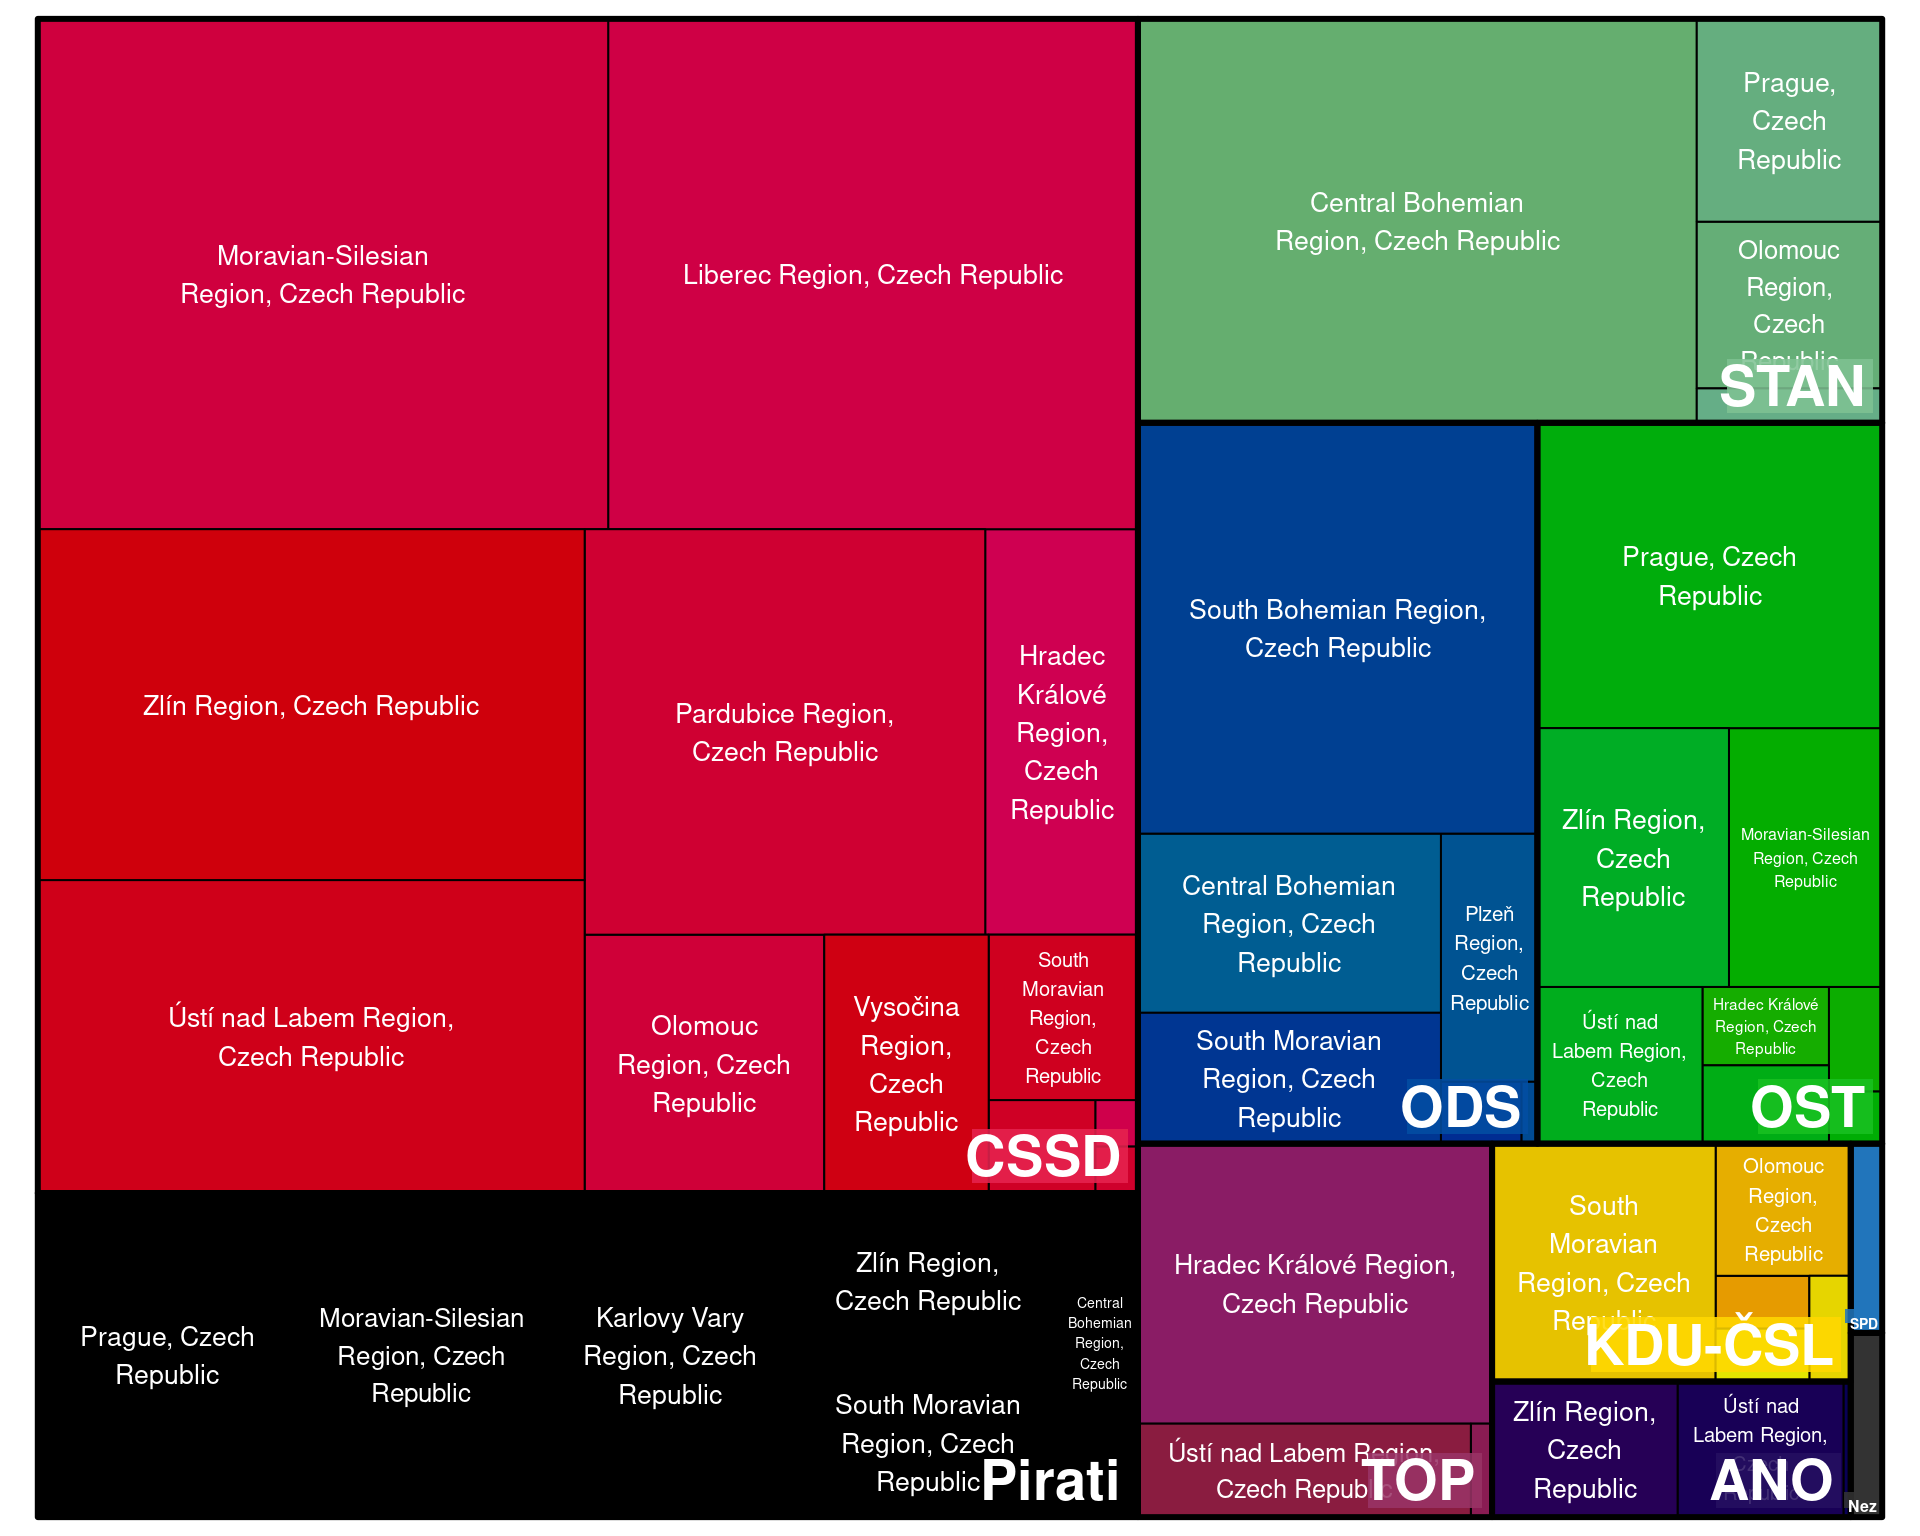 Moravian-Silesian
Region, Czech Republic
Liberec Region, Czech Republic
Zlín Region, Czech Republic
Pardubice Region,
Czech Republic
Hradec
Králové
Region,
Czech
Republic
Ústí nad Labem Region,
Czech Republic
Olomouc
Region, Czech
Republic
Vysočina
Region,
Czech
Republic
South
Moravian
Region,
Czech
Republic
CSSD
Prague, Czech
Republic
Moravian-Silesian
Region, Czech
Republic
Karlovy Vary
Region, Czech
Republic
Zlín Region,
Czech Republic
South Moravian
Region, Czech
Republic
Central
Bohemian
Region,
Czech
Republic
Pirati
Central Bohemian
Region, Czech Republic
Prague,
Czech
Republic
Olomouc
Region,
Czech
Republic
STAN
South Bohemian Region,
Czech Republic
Central Bohemian
Region, Czech
Republic
Plzeň
Region,
Czech
Republic
South Moravian
Region, Czech
Republic
ODS
Prague, Czech
Republic
Zlín Region,
Czech
Republic
Moravian-Silesian
Region, Czech
Republic
Ústí nad
Labem Region,
Czech
Republic
Hradec Králové
Region, Czech
Republic
OST
Hradec Králové Region,
Czech Republic
Ústí nad Labem Region,
Czech Republic
TOP
South
Moravian
Region, Czech
Republic
Olomouc
Region,
Czech
Republic
KDU-ČSL
SPD
Zlín Region,
Czech
Republic
Ústí nad
Labem Region,
ANO
Nez